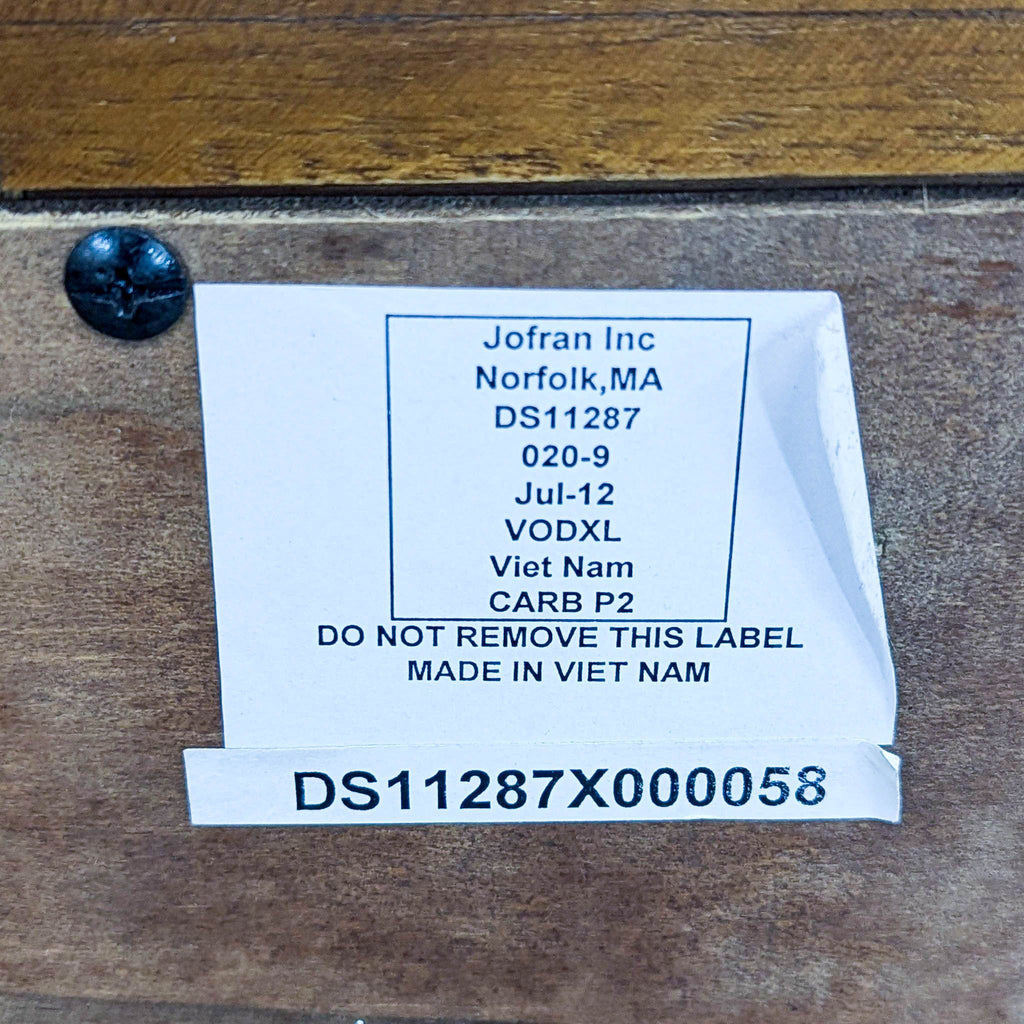 Jofran Inc
Norfolk,MA
DS11287
020-9
Jul-12
VODXL
Viet Nam
CARB P2
DO NOT REMOVE THIS LABEL
MADE IN VIET NAM
DS11287X000058